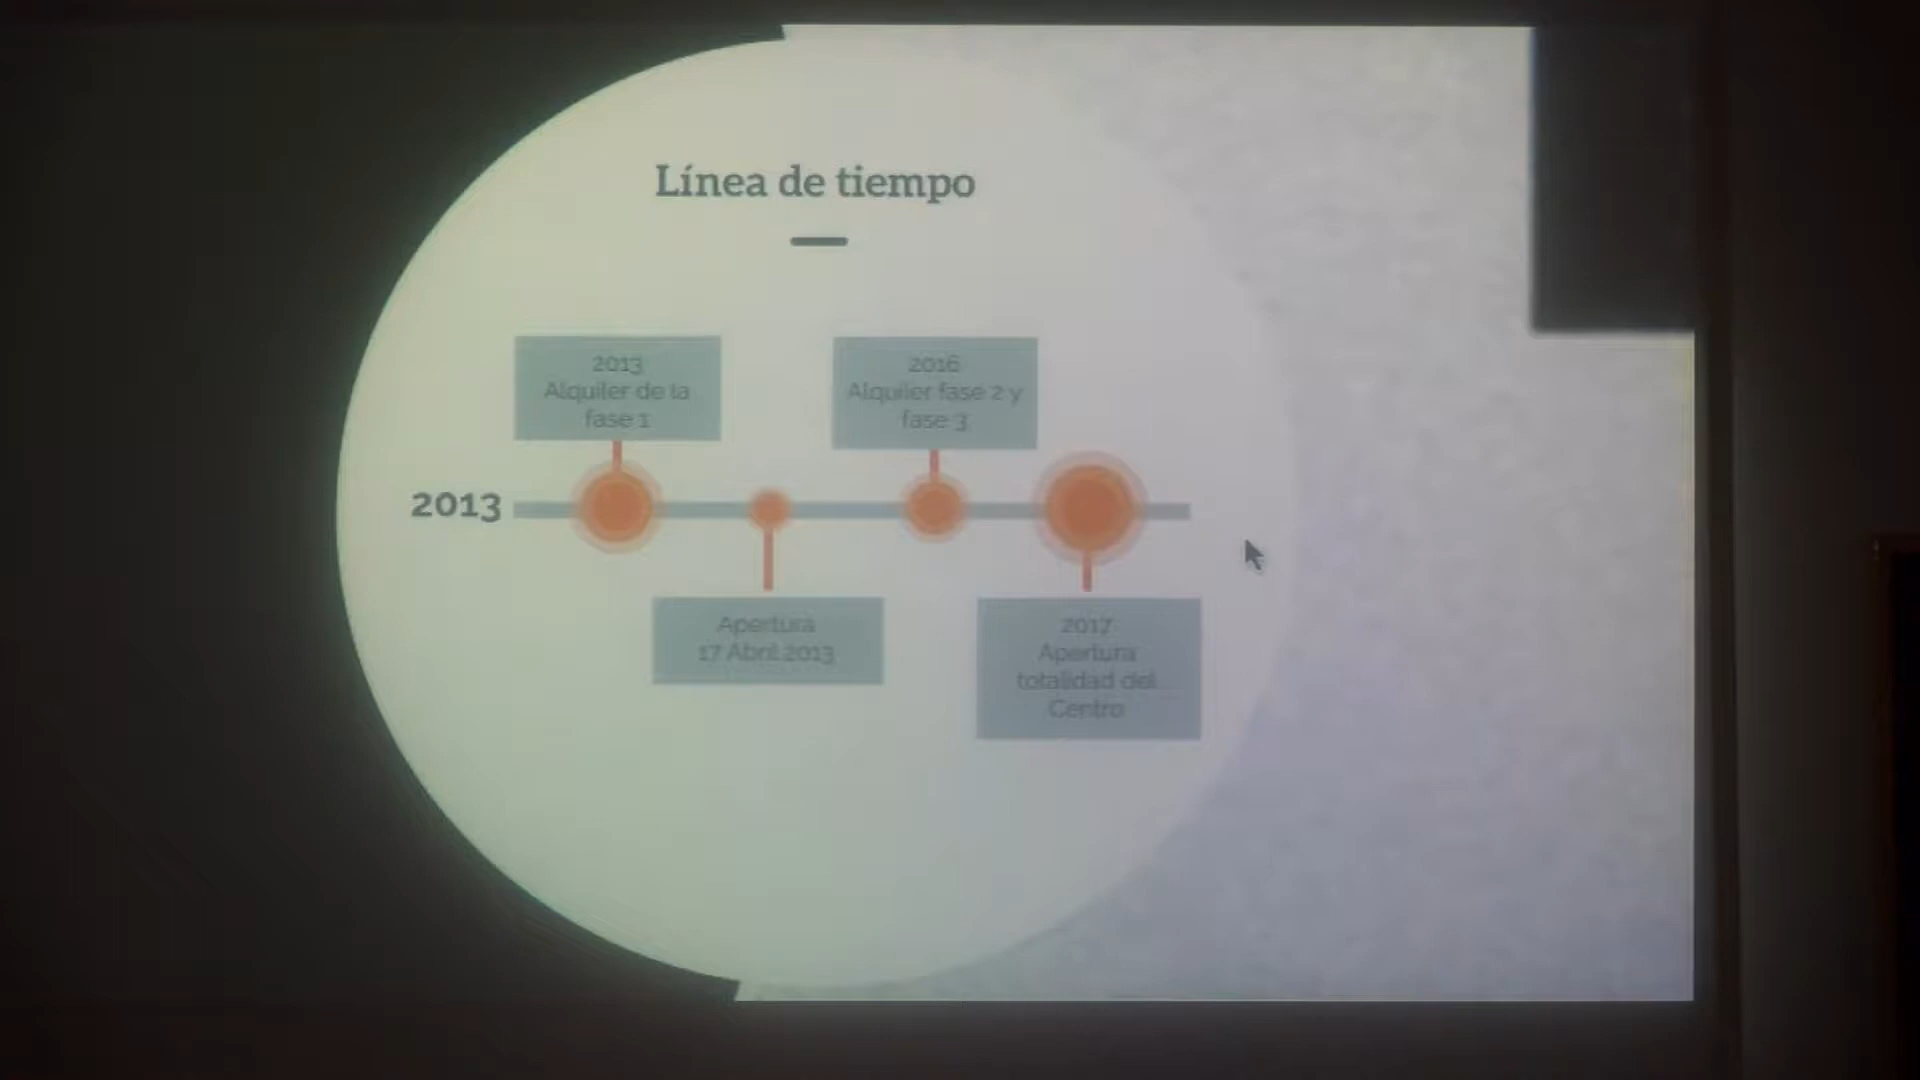 Línea de tiempo
2013
Alquiler de la
fase 1
2016
Alquiler fase 2 y
fase 3
2013
Apertura
17 Abril 2013
2017
Apertura
totalidad del
Centro